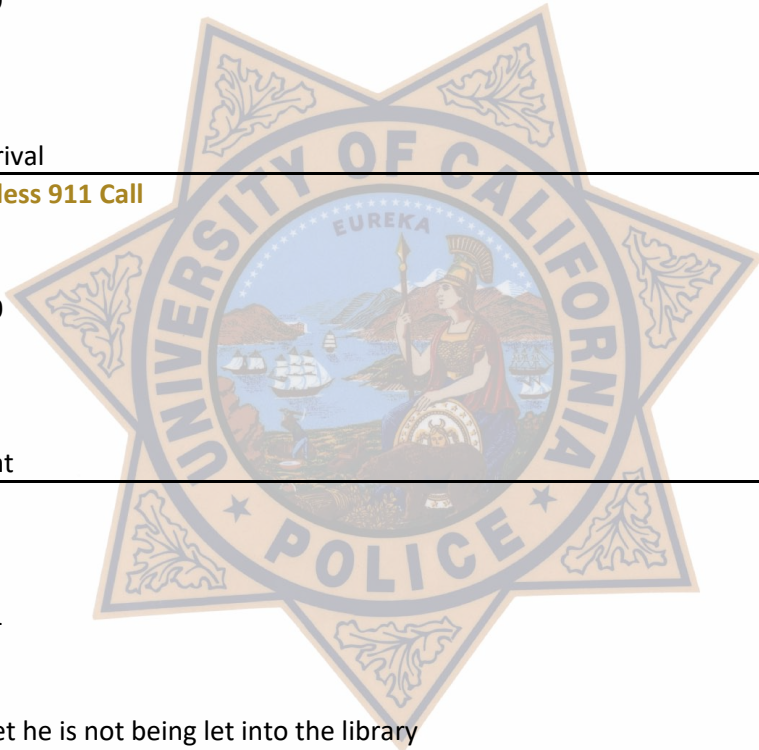 rival
less 911 Call
EUREKA
UNIVERSITY OF CALIFORNIA
POLICE
et he is not being let into the library